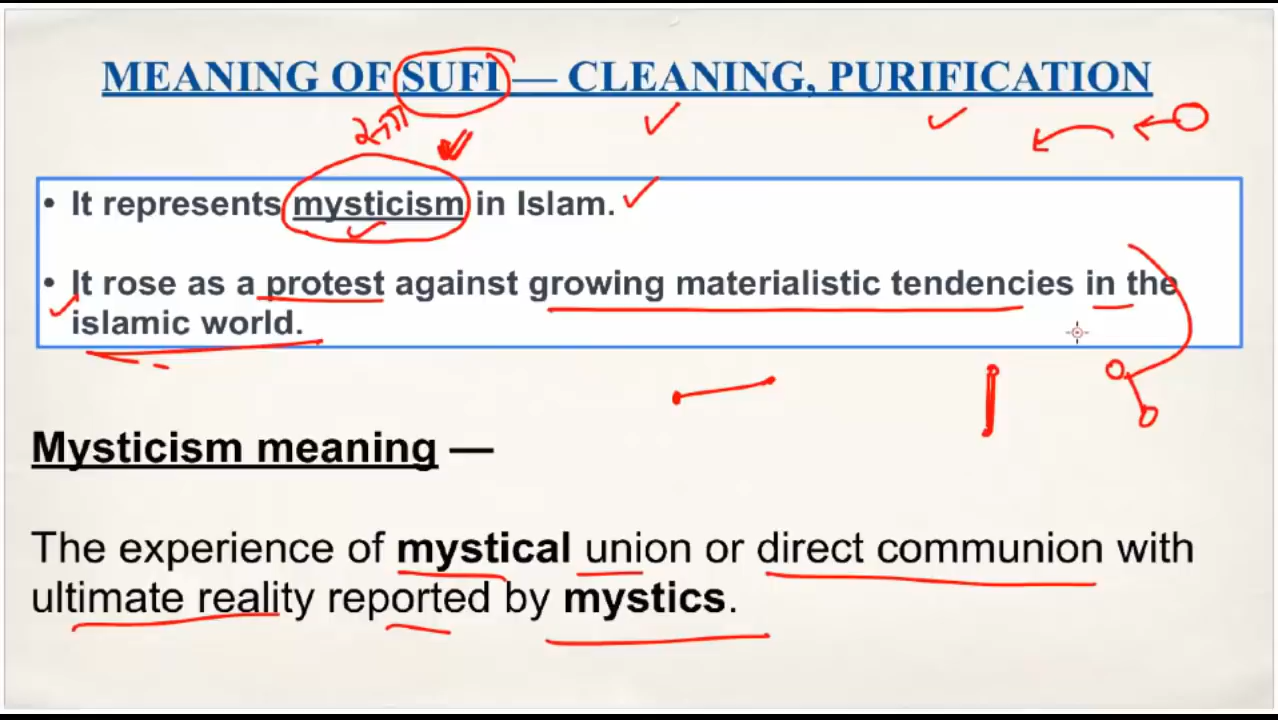 MEANING OF SUFI — CLEANING, PURIFICATION
• It represents mysticism in Islam.
• It rose as a protest against growing materialistic tendencies in the
islamic world.
Mysticism meaning —
The experience of mystical union or direct communion with
ultimate reality reported by mystics.